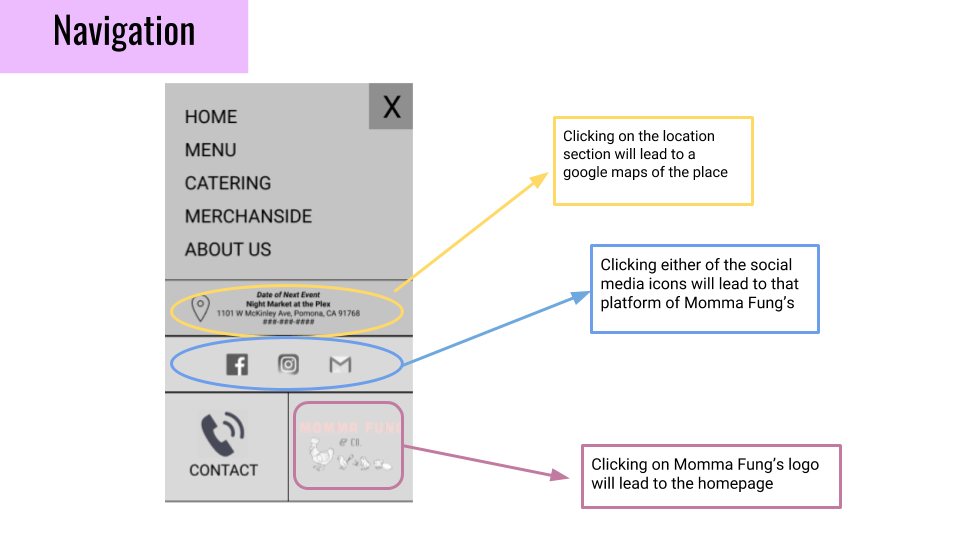 Navigation
X
HOME
MENU
CATERING
MERCHANSIDE
ABOUT US
Date of Next Event
Night Market at the Plex
1101 W McKinley Ave, Pomona, CA 91768
###-###-####
CONTACT
MOMMA FUNG
& CO.
Clicking on the location
section will lead to a
google maps of the place
Clicking either of the social
media icons will lead to that
platform of Momma Fung's
Clicking on Momma Fung's logo
will lead to the homepage